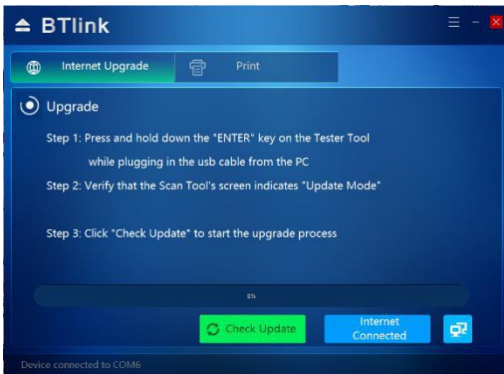 BTlink
Internet Upgrade
Print
Upgrade
Step 1: Press and hold down the "ENTER" key on the Tester Tool
while plugging in the usb cable from the PC
Step 2: Verify that the Scan Tool's screen indicates "Update Mode"
Step 3: Click "Check Update" to start the upgrade process
0%
Check Update
Internet
Connected
Device connected to COM6